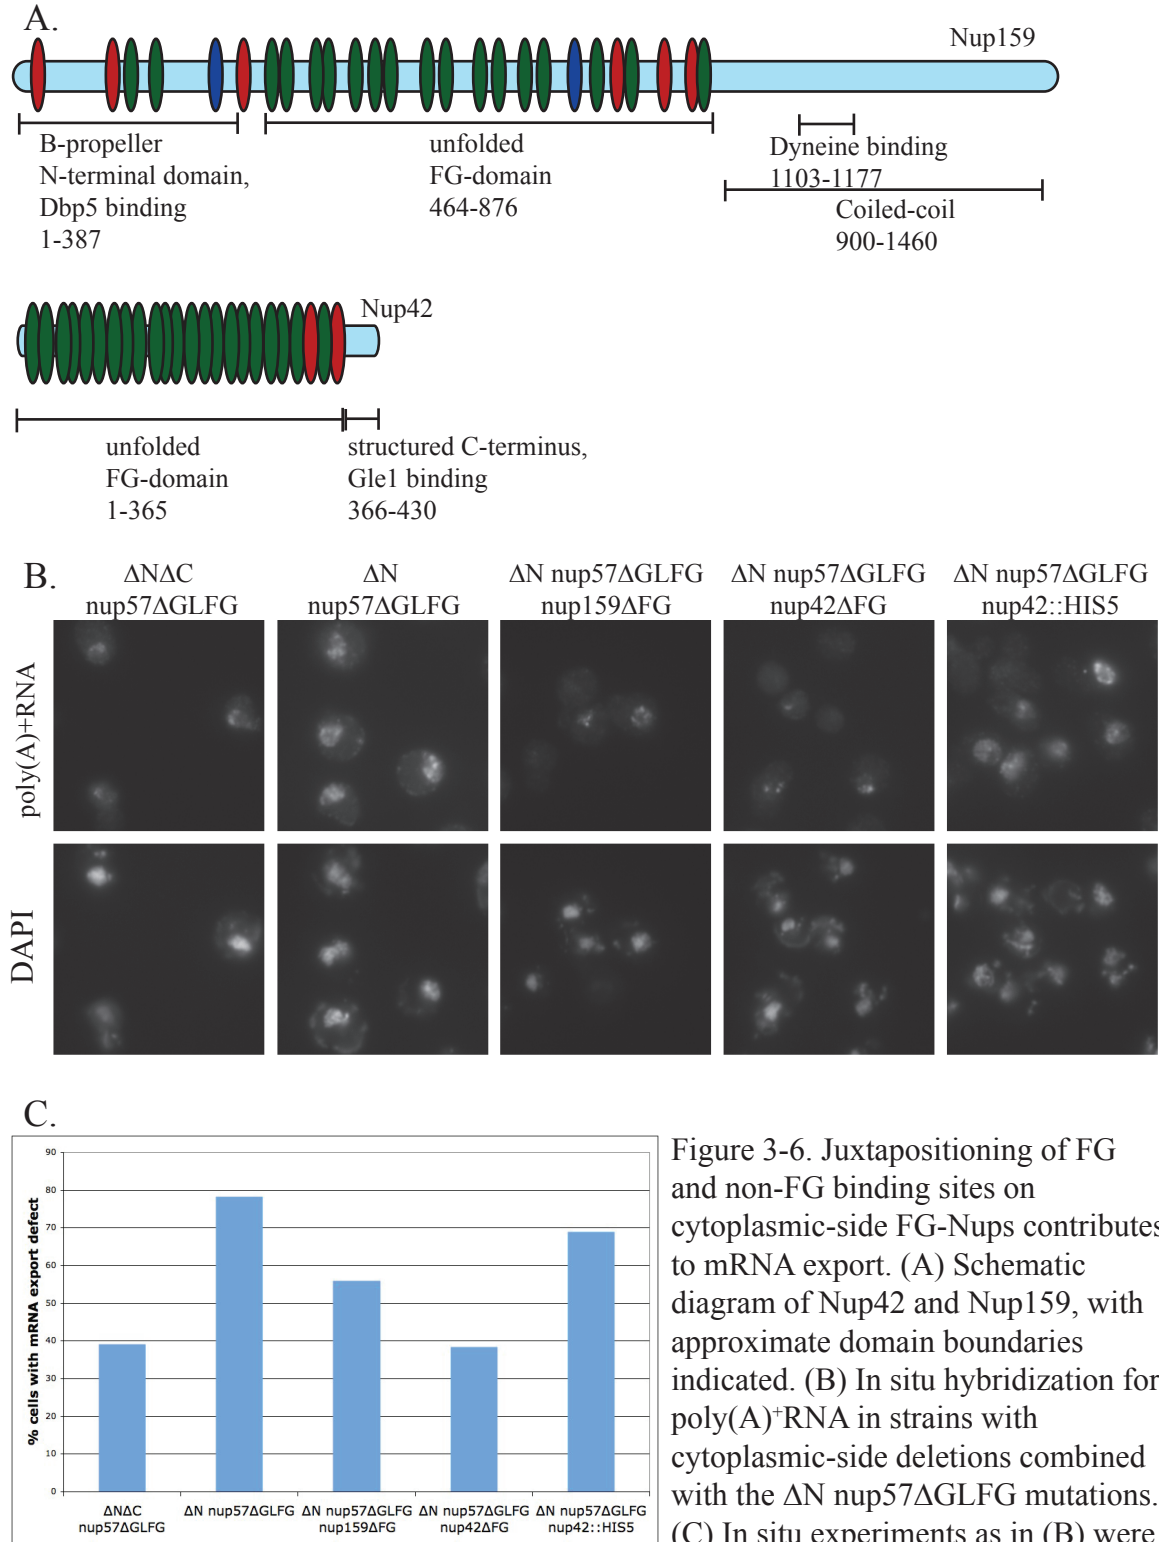 A.
Nup159
B-propeller
N-terminal domain,
Dbp5 binding
1-387
unfolded
FG-domain
464-876
Dyneine binding
1103-1177
Coiled-coil
900-1460
Nup42
unfolded
FG-domain
1-365
structured C-terminus,
Gle1 binding
366-430
B.
ΔNΔC
nup57ΔGLFG
ΔN
nup57ΔGLFG
ΔN nup57ΔGLFG
nup159ΔFG
ΔN nup57ΔGLFG
nup42ΔFG
ΔN nup57ΔGLFG
nup42::HIS5
poly(A)+RNA
DAPI
C.
% cells with mRNA export defect
90
80
70
60
50
40
30
20
10
0
ΔNΔC
nup57ΔGLFG
ΔN nup57ΔGLFG
ΔN nup57ΔGLFG
nup159ΔFG
ΔN nup57ΔGLFG
nup42ΔFG
ΔN nup57ΔGLFG
nup42::HIS5
Figure 3-6. Juxtapositioning of FG
and non-FG binding sites on
cytoplasmic-side FG-Nups contributes
to mRNA export. (A) Schematic
diagram of Nup42 and Nup159, with
approximate domain boundaries
indicated. (B) In situ hybridization for
poly(A)⁺RNA in strains with
cytoplasmic-side deletions combined
with the ΔN nup57ΔGLFG mutations.
(C) In situ experiments as in (B) were